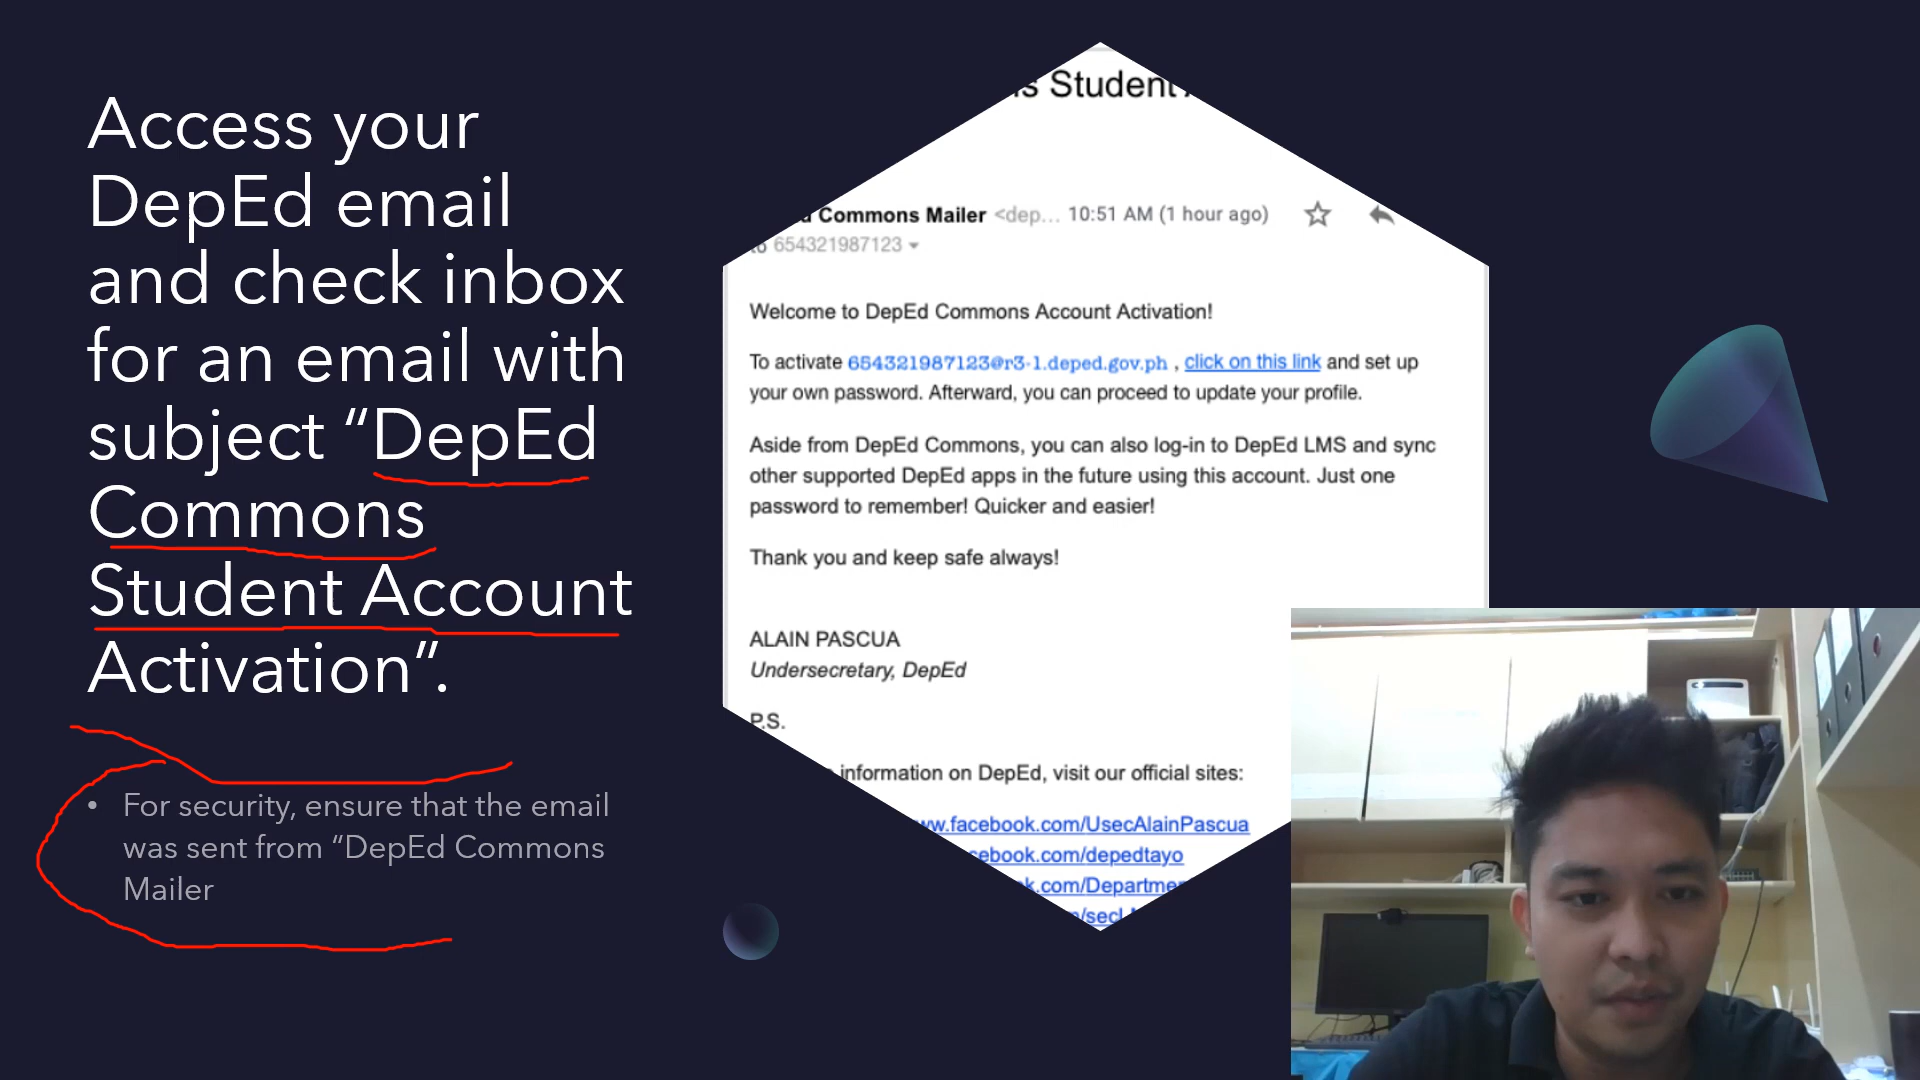 Access your
DepEd email
and check inbox
for an email with
subject “DepEd
Commons
Student Account
Activation”.
• For security, ensure that the email
was sent from “DepEd Commons
Mailer
Student
Commons Mailer <dep... 10:51 AM (1 hour ago)
654321987123
Welcome to DepEd Commons Account Activation!
To activate 654321987123@r3-1.deped.gov.ph , click on this link and set up
your own password. Afterward, you can proceed to update your profile.
Aside from DepEd Commons, you can also log-in to DepEd LMS and sync
other supported DepEd apps in the future using this account. Just one
password to remember! Quicker and easier!
Thank you and keep safe always!
ALAIN PASCUA
Undersecretary, DepEd
P.S.
information on DepEd, visit our official sites:
ww.facebook.com/UsecAlainPascua
cebook.com/depedtayo
k.com/Departme